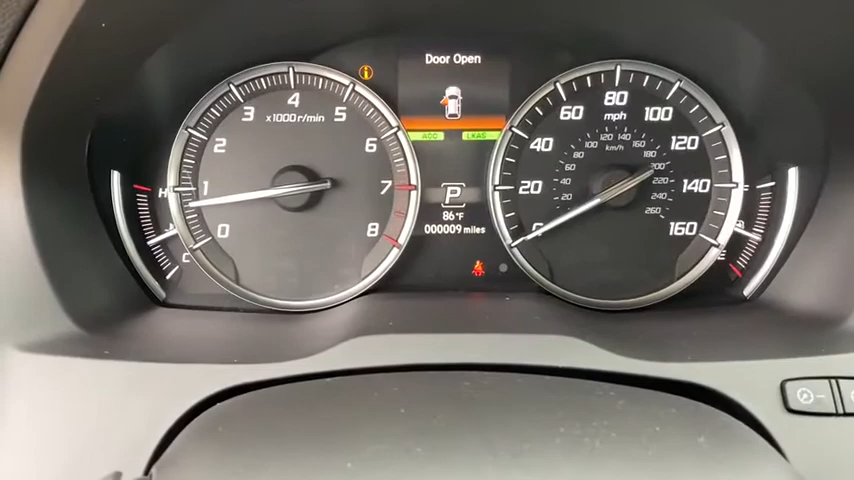 Door Open
ADD LKAS
P
86°F
000009 miles
0 1 2 3 4 5 6 7 8
x1000r/min
H
C
0 20 40 60 80 100 120 140 160
mph
20 40 60 80 100 120 140 160 180 200 220 240 260
km/h
F
E